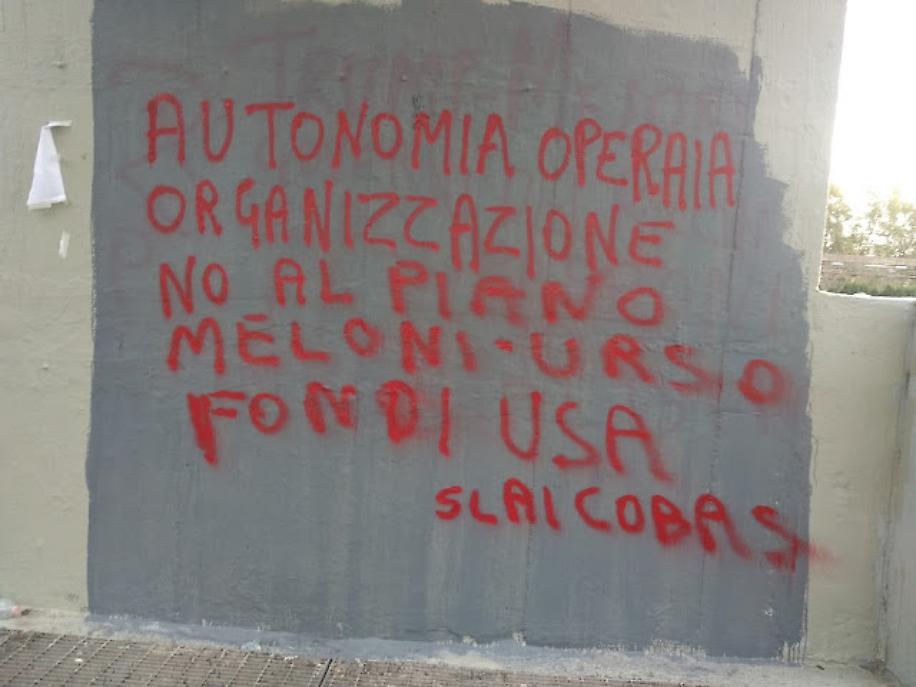 AUTONOMIA OPERAIA
ORGANIZZAZIONE
NO AL PIANO
MELONI-URSO
FONDI USA
SLAI COBAS